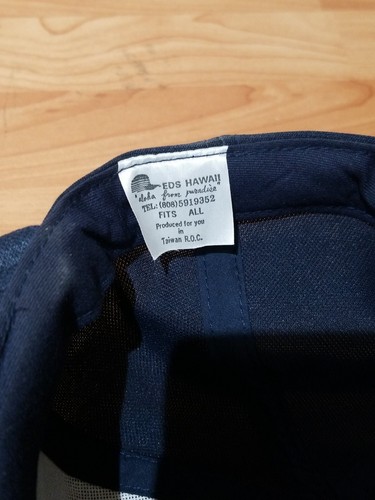 EDS HAWAII
"aloha from paradise"
TEL:(808)5919352
FITS ALL
Produced for you
in
Taiwan R.O.C.